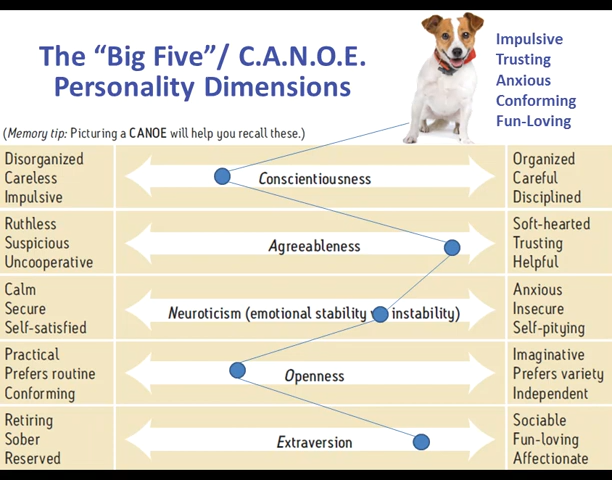 The "Big Five"/ C.A.N.O.E.
Personality Dimensions
Impulsive
Trusting
Anxious
Conforming
Fun-Loving
(Memory tip: Picturing a CANOE will help you recall these.)
Disorganized
Careless
Impulsive
Conscientiousness
Organized
Careful
Disciplined
Ruthless
Suspicious
Uncooperative
Agreeableness
Soft-hearted
Trusting
Helpful
Calm
Secure
Self-satisfied
Neuroticism (emotional stability instability)
Anxious
Insecure
Self-pitying
Practical
Prefers routine
Conforming
Openness
Imaginative
Prefers variety
Independent
Retiring
Sober
Reserved
Extraversion
Sociable
Fun-loving
Affectionate